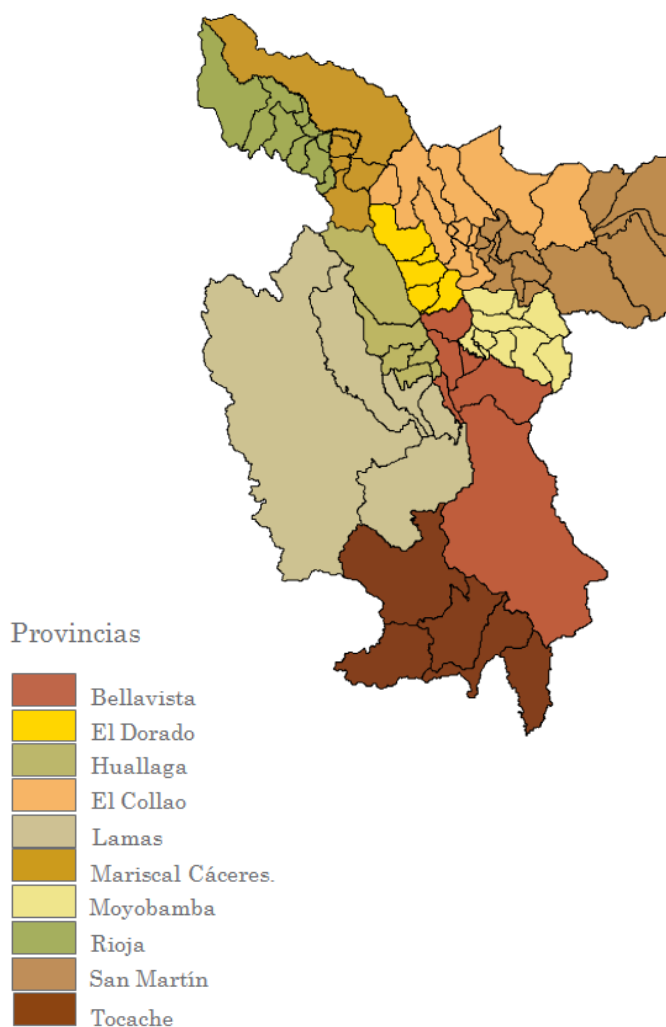 Provincias
Bellavista
El Dorado
Huallaga
El Collao
Lamas
Mariscal Cáceres.
Moyobamba
Rioja
San Martín
Tocache